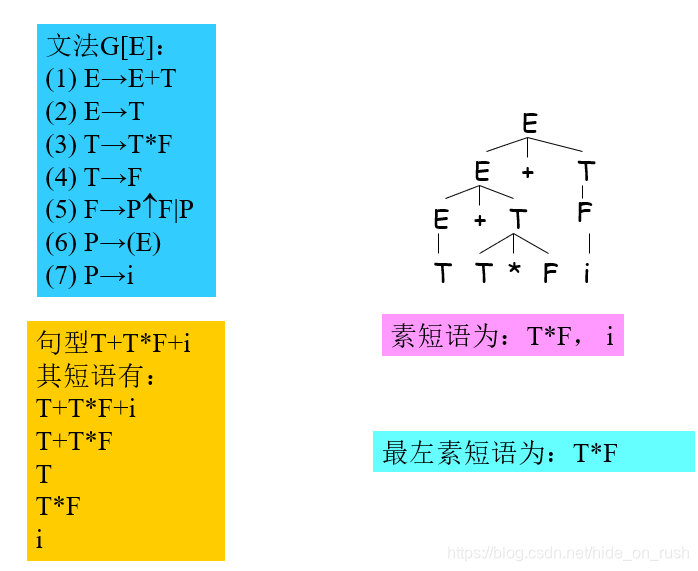 文法G[E]：
(1) E→E+T
(2) E→T
(3) T→T*F
(4) T→F
(5) F→P↑F|P
(6) P→(E)
(7) P→i
E
E + T
E + T F
T T * F i
句型T+T*F+i
其短语有：
T+T*F+i
T+T*F
T
T*F
i
素短语为：T*F， i
最左素短语为：T*F
https://blog.csdn.net/hide_on_rush